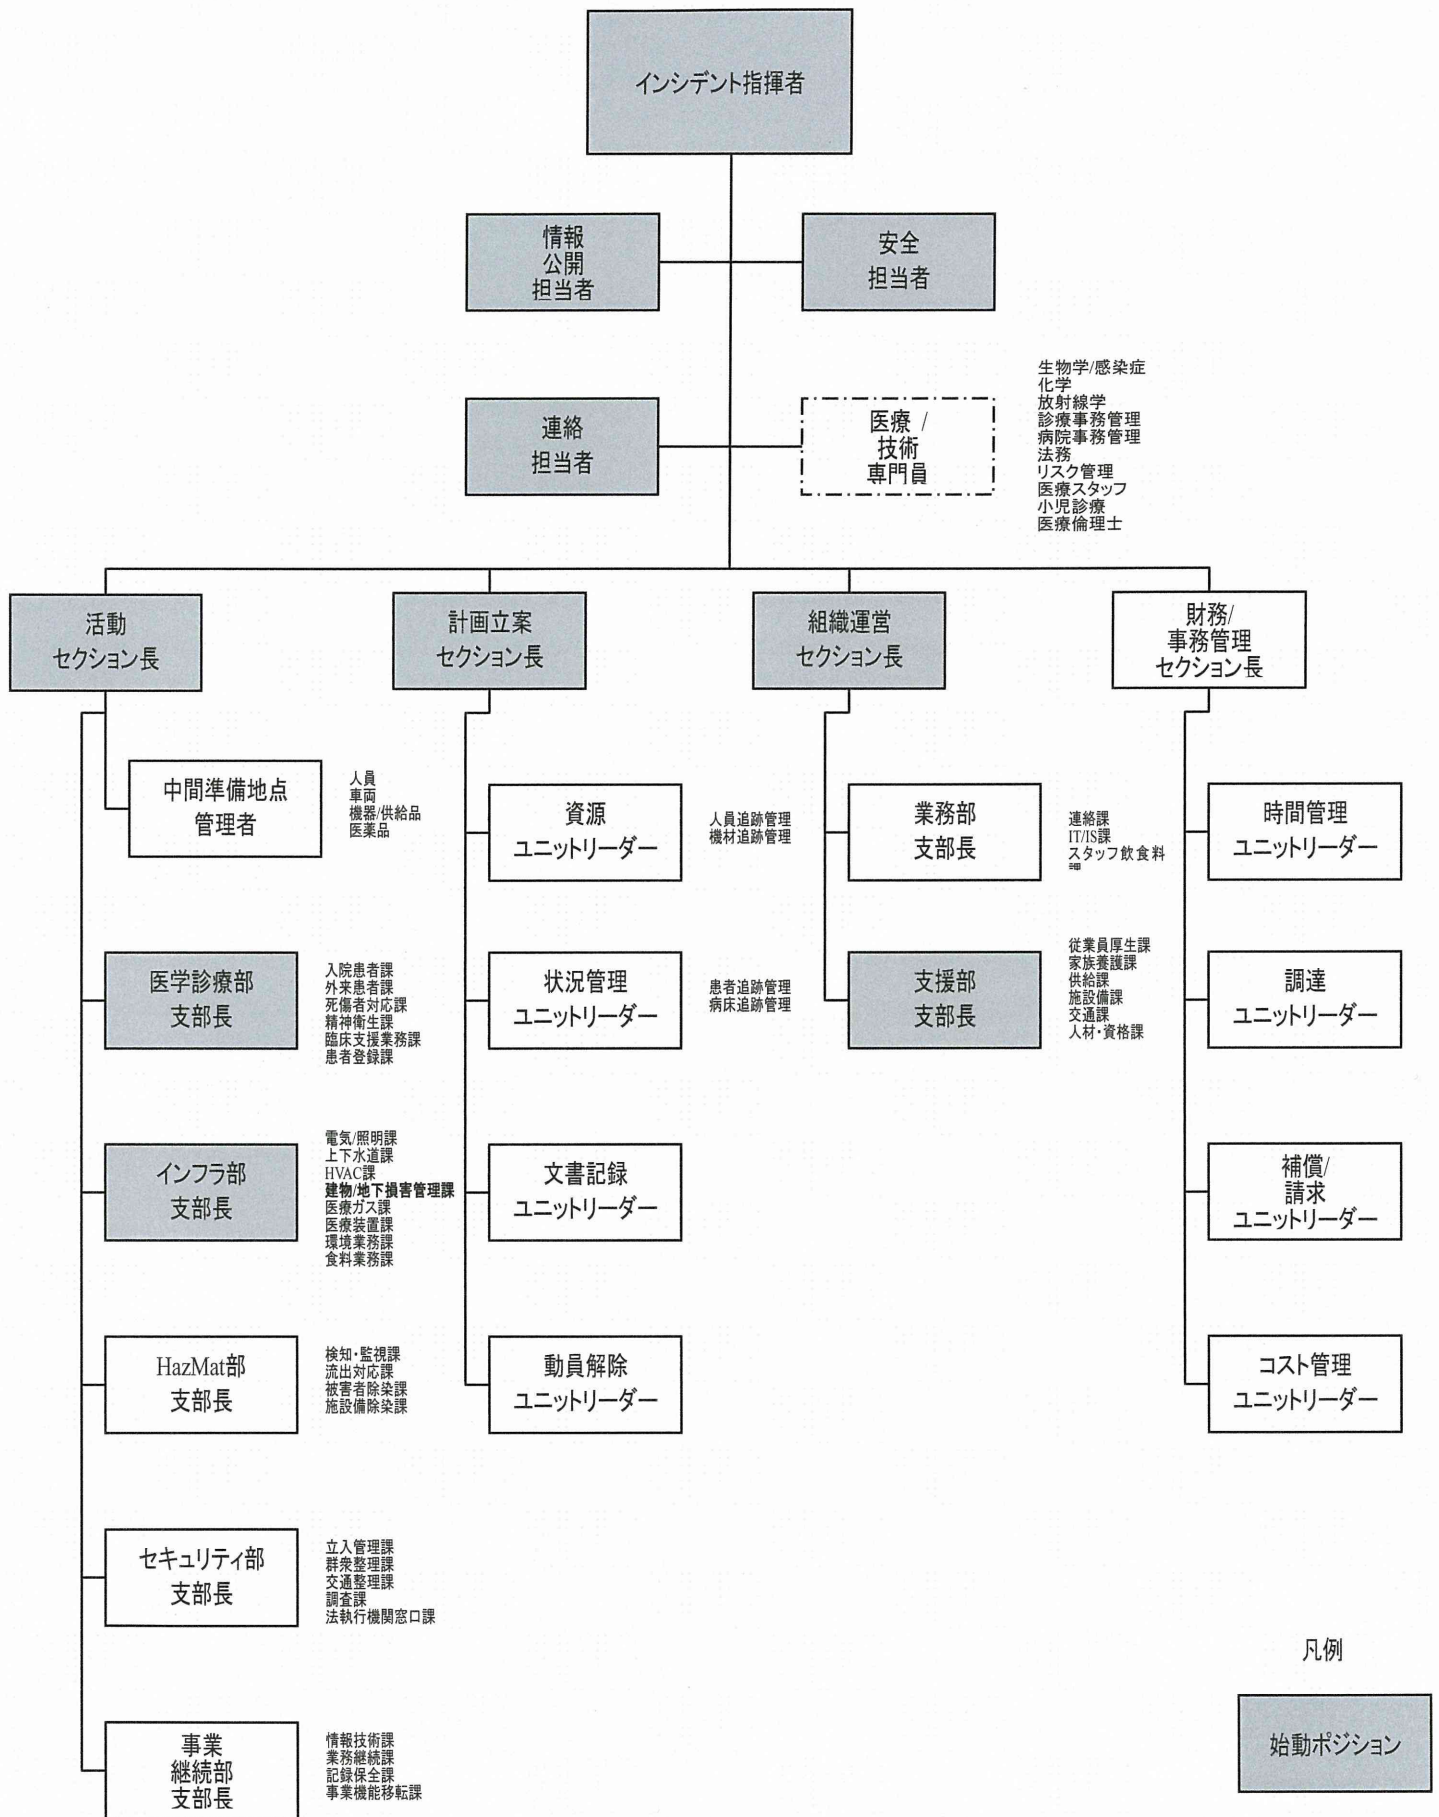 インシデント指揮者
情報
公開
担当者
安全
担当者
連絡
担当者
医療 /
技術
専門員
生物学/感染症
化学
放射線学
診療事務管理
病院事務管理
法務
リスク管理
医療スタッフ
小児診療
医療倫理士
活動
セクション長
計画立案
セクション長
組織運営
セクション長
財務/
事務管理
セクション長
中間準備地点
管理者
人員
車両
機器/供給品
医薬品
医学診療部
支部長
入院患者課
外来患者課
死傷者対応課
精神衛生課
臨床支援業務課
患者登録課
インフラ部
支部長
電気/照明課
上下水道課
HVAC課
建物/地下損害管理課
医療ガス課
医療装置課
環境業務課
食料業務課
HazMat部
支部長
検知・監視課
流出対応課
被害者除染課
施設備除染課
セキュリティ部
支部長
立入管理課
群衆整理課
交通整理課
調査課
法執行機関窓口課
事業
継続部
支部長
情報技術課
業務継続課
記録保全課
事業機能移転課
資源
ユニットリーダー
人員追跡管理
機材追跡管理
状況管理
ユニットリーダー
患者追跡管理
病床追跡管理
文書記録
ユニットリーダー
動員解除
ユニットリーダー
業務部
支部長
連絡課
IT/IS課
スタッフ飲食料
支援部
支部長
従業員厚生課
家族養護課
供給課
施設備課
交通課
人材・資格課
時間管理
ユニットリーダー
調達
ユニットリーダー
補償/
請求
ユニットリーダー
コスト管理
ユニットリーダー
凡例
始動ポジション